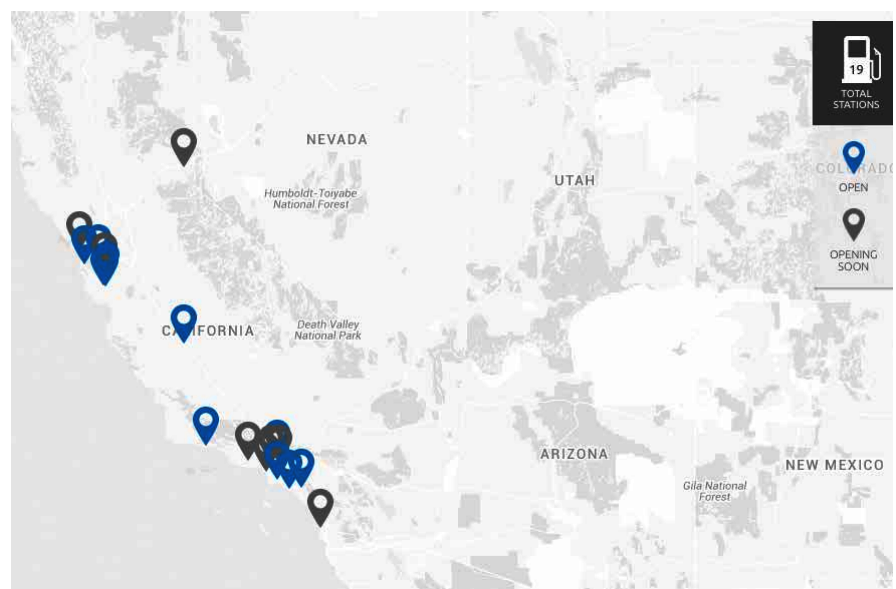 19
TOTAL
STATIONS
NEVADA
COLORADO
UTAH
OPEN
Humboldt-Toiyabe
National Forest
OPENING
SOON
CALIFORNIA
Death Valley
National Park
ARIZONA
NEW MEXICO
Gila National
Forest